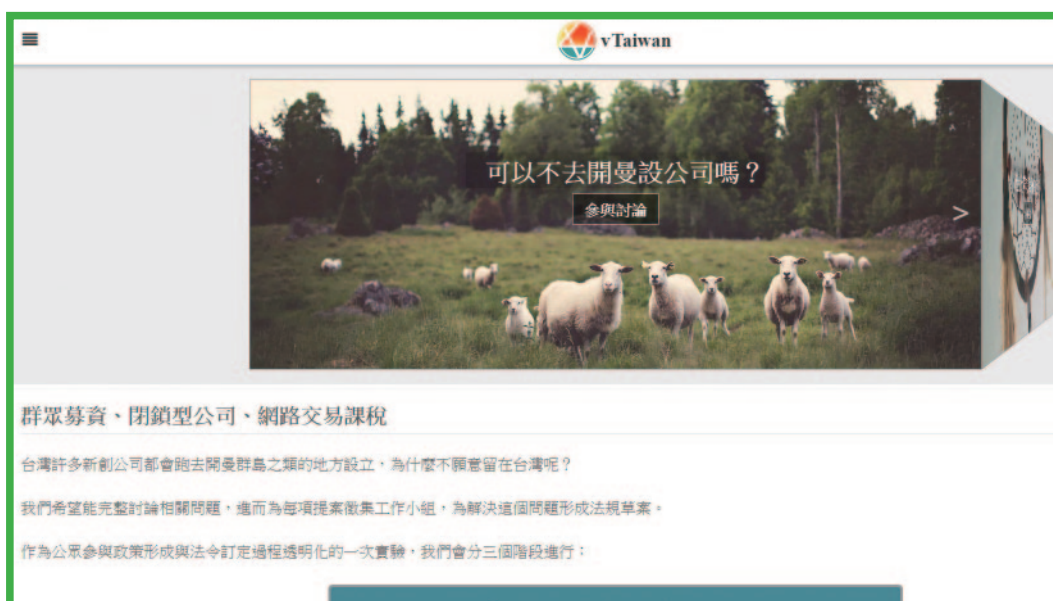 vTaiwan
可以不去開曼設公司嗎？
參與討論
>
群眾募資、閉鎖型公司、網路交易課稅
台灣許多新創公司都會跑去開曼群島之類的地方設立，為什麼不願意留在台灣呢？
我們希望能完整討論相關問題，進而為每項提案徵集工作小組，為解決這個問題形成法規草案。
作為公眾參與政策形成與法令訂定過程透明化的一次實驗，我們會分三個階段進行：